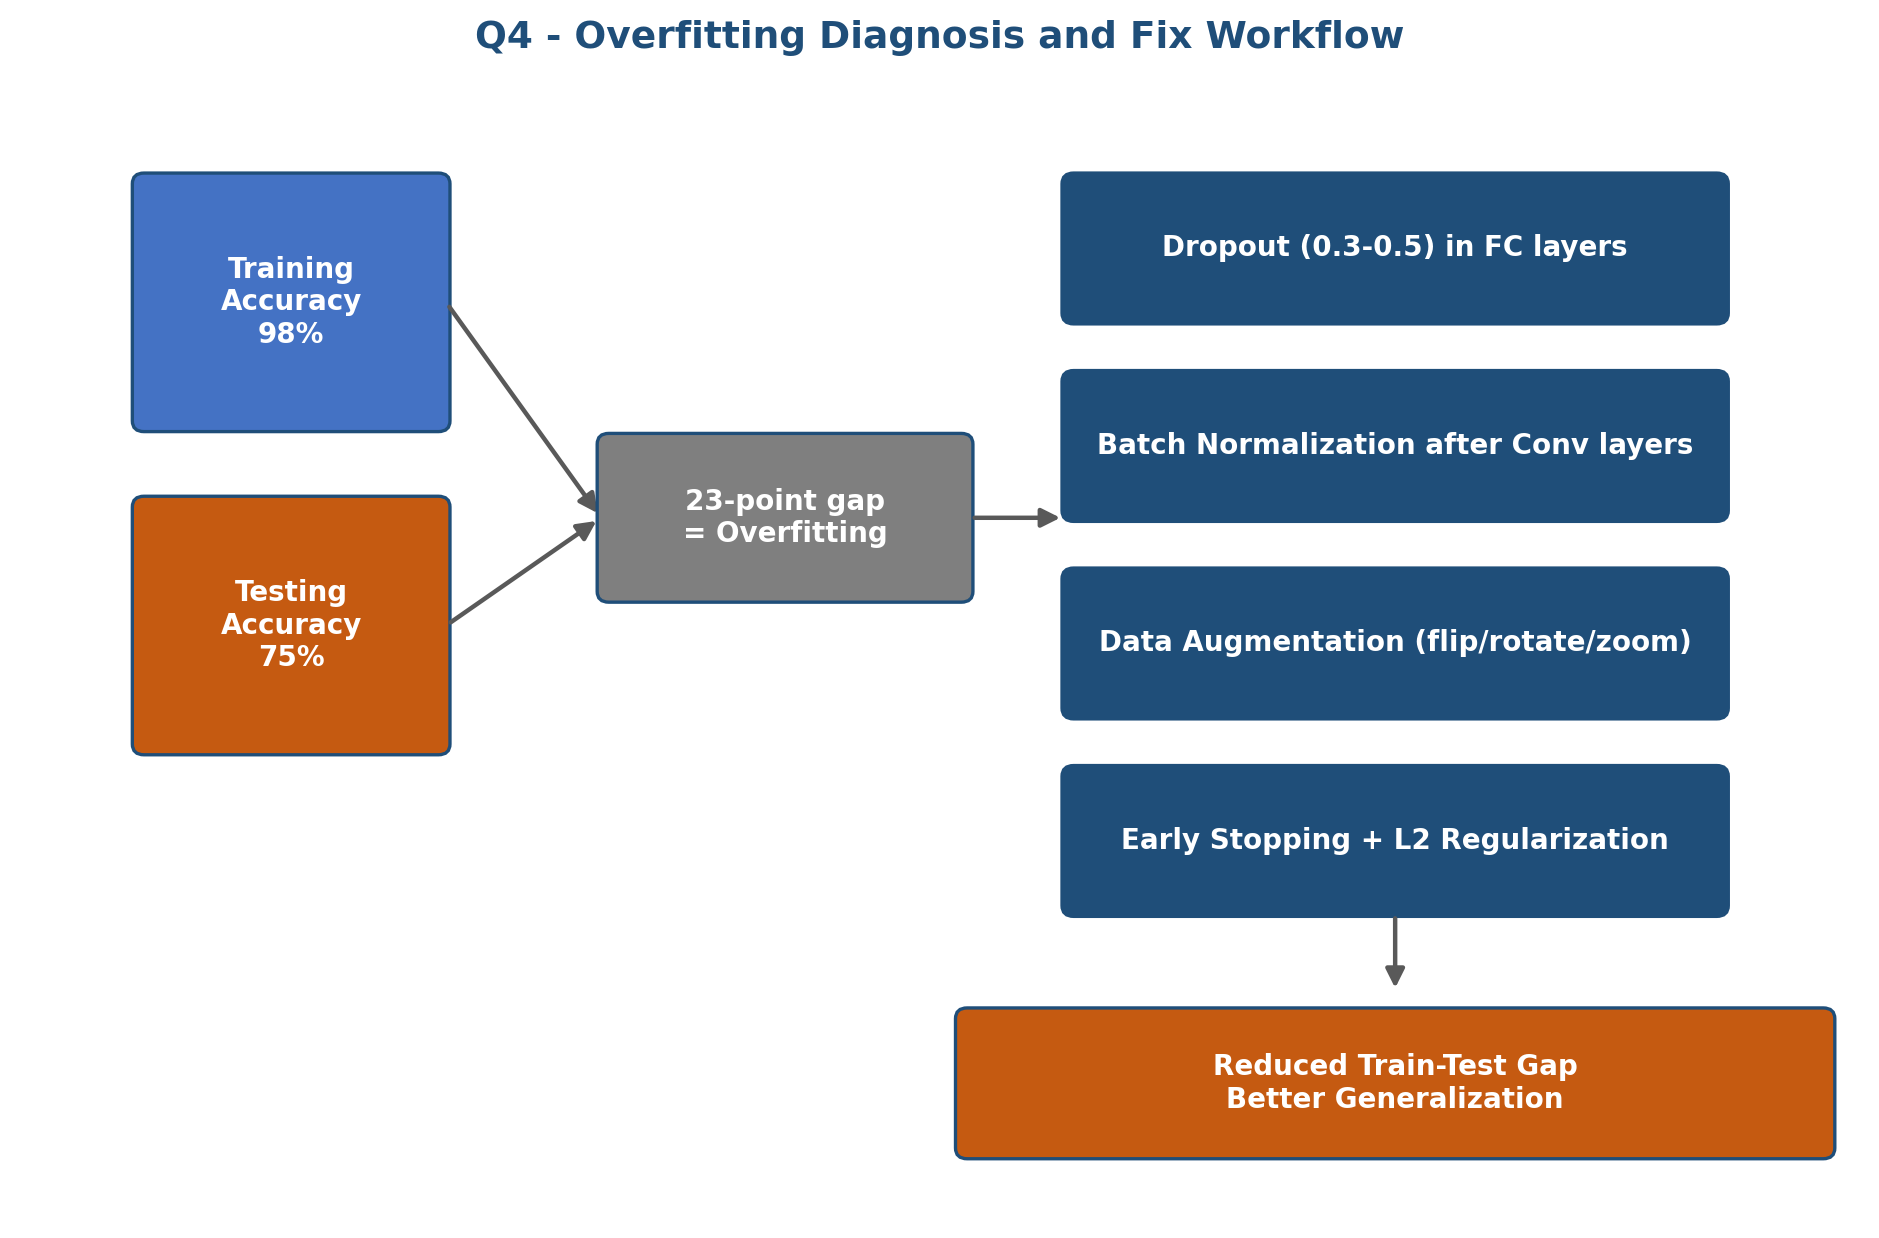 Q4 - Overfitting Diagnosis and Fix Workflow
Training
Accuracy
98%
Testing
Accuracy
75%
23-point gap
= Overfitting
Dropout (0.3-0.5) in FC layers
Batch Normalization after Conv layers
Data Augmentation (flip/rotate/zoom)
Early Stopping + L2 Regularization
Reduced Train-Test Gap
Better Generalization